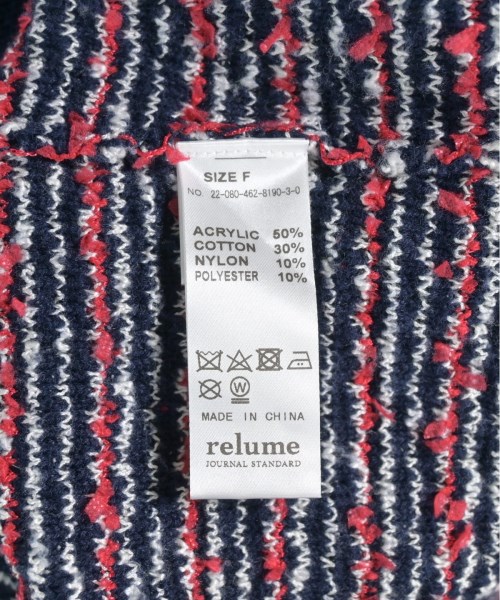 SIZE F
NO. 22-080-462-8190-3-0
ACRYLIC 50%
COTTON 30%
NYLON 10%
POLYESTER 10%
W
MADE IN CHINA
relume
JOURNAL STANDARD